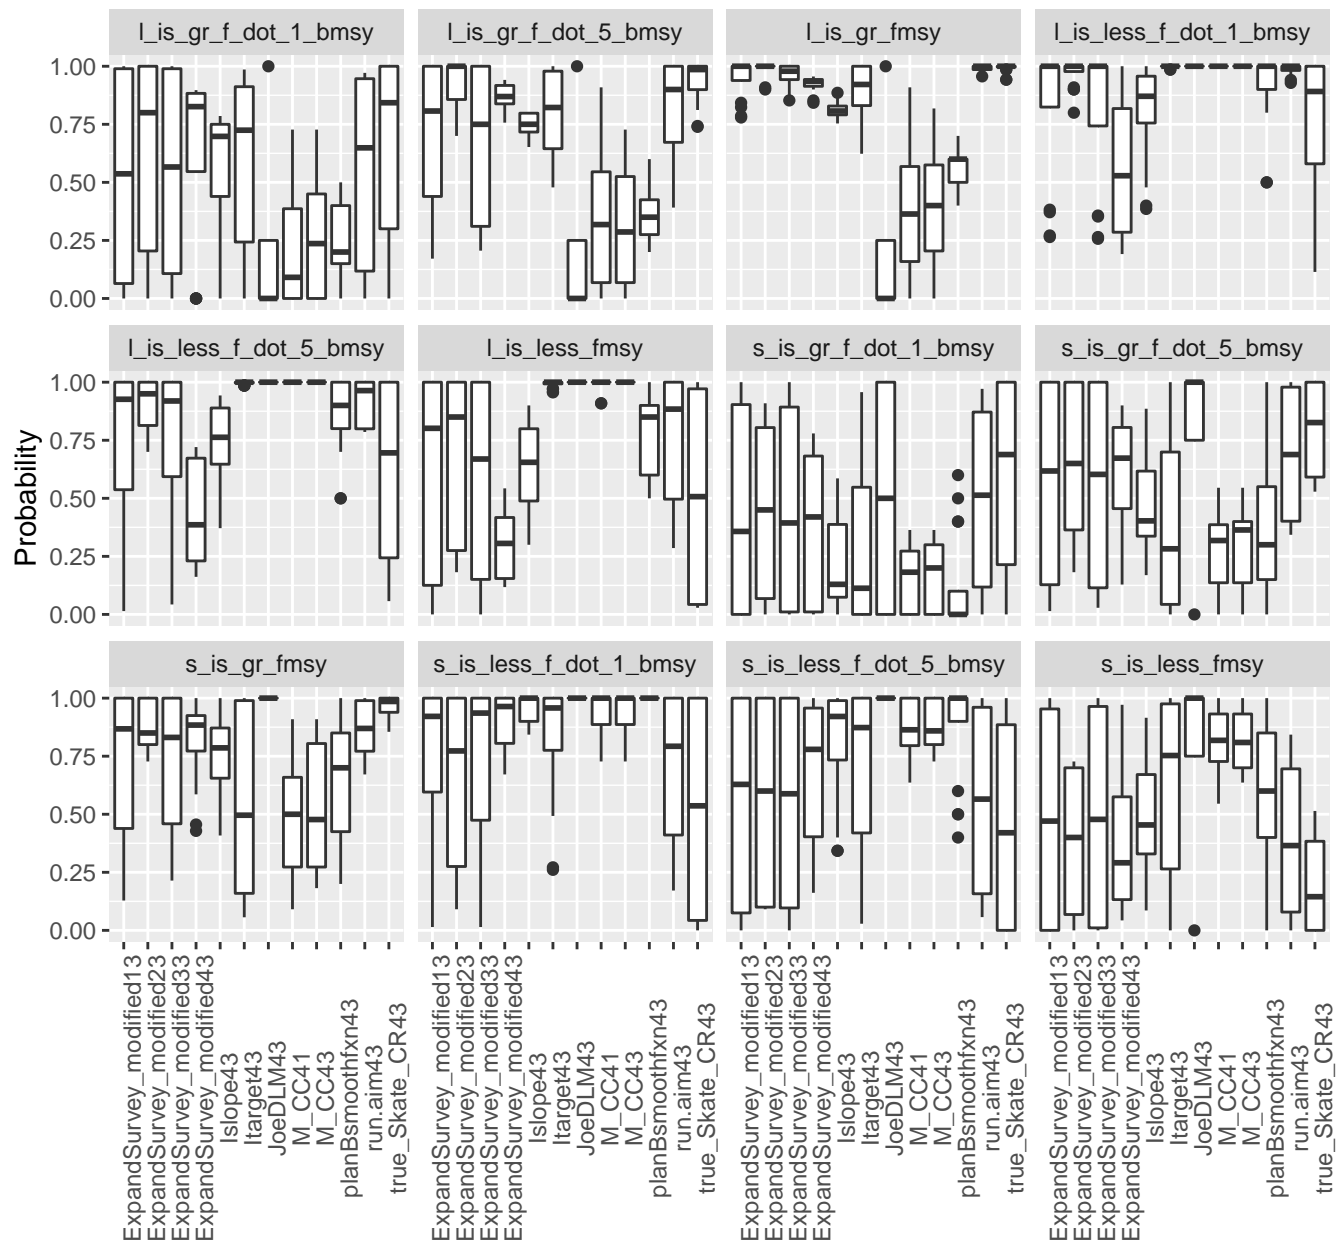 l_is_gr_f_dot_1_bmsy
l_is_gr_f_dot_5_bmsy
l_is_gr_fmsy
l_is_less_f_dot_1_bmsy
1.00
0.75
0.50
0.25
0.00
l_is_less_f_dot_5_bmsy
l_is_less_fmsy
s_is_gr_f_dot_1_bmsy
s_is_gr_f_dot_5_bmsy
1.00
0.75
0.50
0.25
0.00
Probability
s_is_gr_fmsy
s_is_less_f_dot_1_bmsy
s_is_less_f_dot_5_bmsy
s_is_less_fmsy
1.00
0.75
0.50
0.25
0.00
ExpandSurvey_modified13
ExpandSurvey_modified23
ExpandSurvey_modified33
ExpandSurvey_modified43
Islope43
Itarget43
JoeDLM43
M_CC41
M_CC43
planBsmoothfxn43
run.aim43
true_Skate_CR43
ExpandSurvey_modified13
ExpandSurvey_modified23
ExpandSurvey_modified33
ExpandSurvey_modified43
Islope43
Itarget43
JoeDLM43
M_CC41
M_CC43
planBsmoothfxn43
run.aim43
true_Skate_CR43
ExpandSurvey_modified13
ExpandSurvey_modified23
ExpandSurvey_modified33
ExpandSurvey_modified43
Islope43
Itarget43
JoeDLM43
M_CC41
M_CC43
planBsmoothfxn43
run.aim43
true_Skate_CR43
ExpandSurvey_modified13
ExpandSurvey_modified23
ExpandSurvey_modified33
ExpandSurvey_modified43
Islope43
Itarget43
JoeDLM43
M_CC41
M_CC43
planBsmoothfxn43
run.aim43
true_Skate_CR43